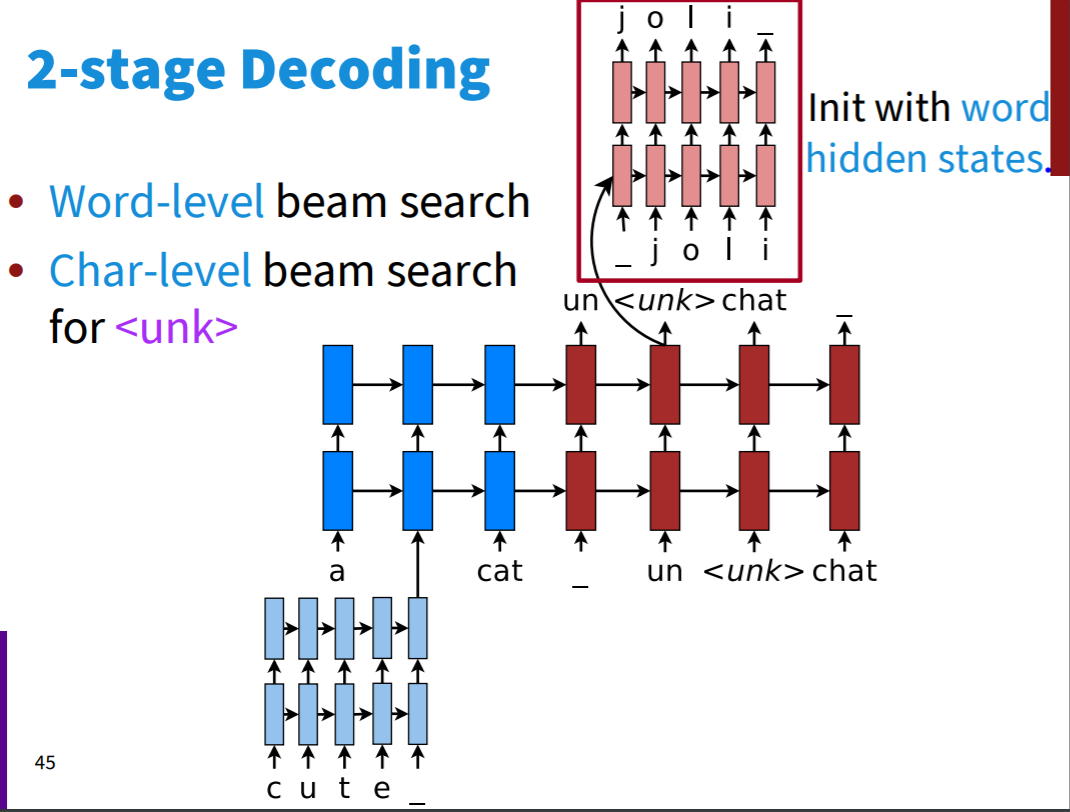 2-stage Decoding
• Word-level beam search
• Char-level beam search
for <unk>
j o l i _
Init with word
hidden states.
_ j o l i
un <unk> chat _
a cat _ un <unk> chat
c u t e _
45